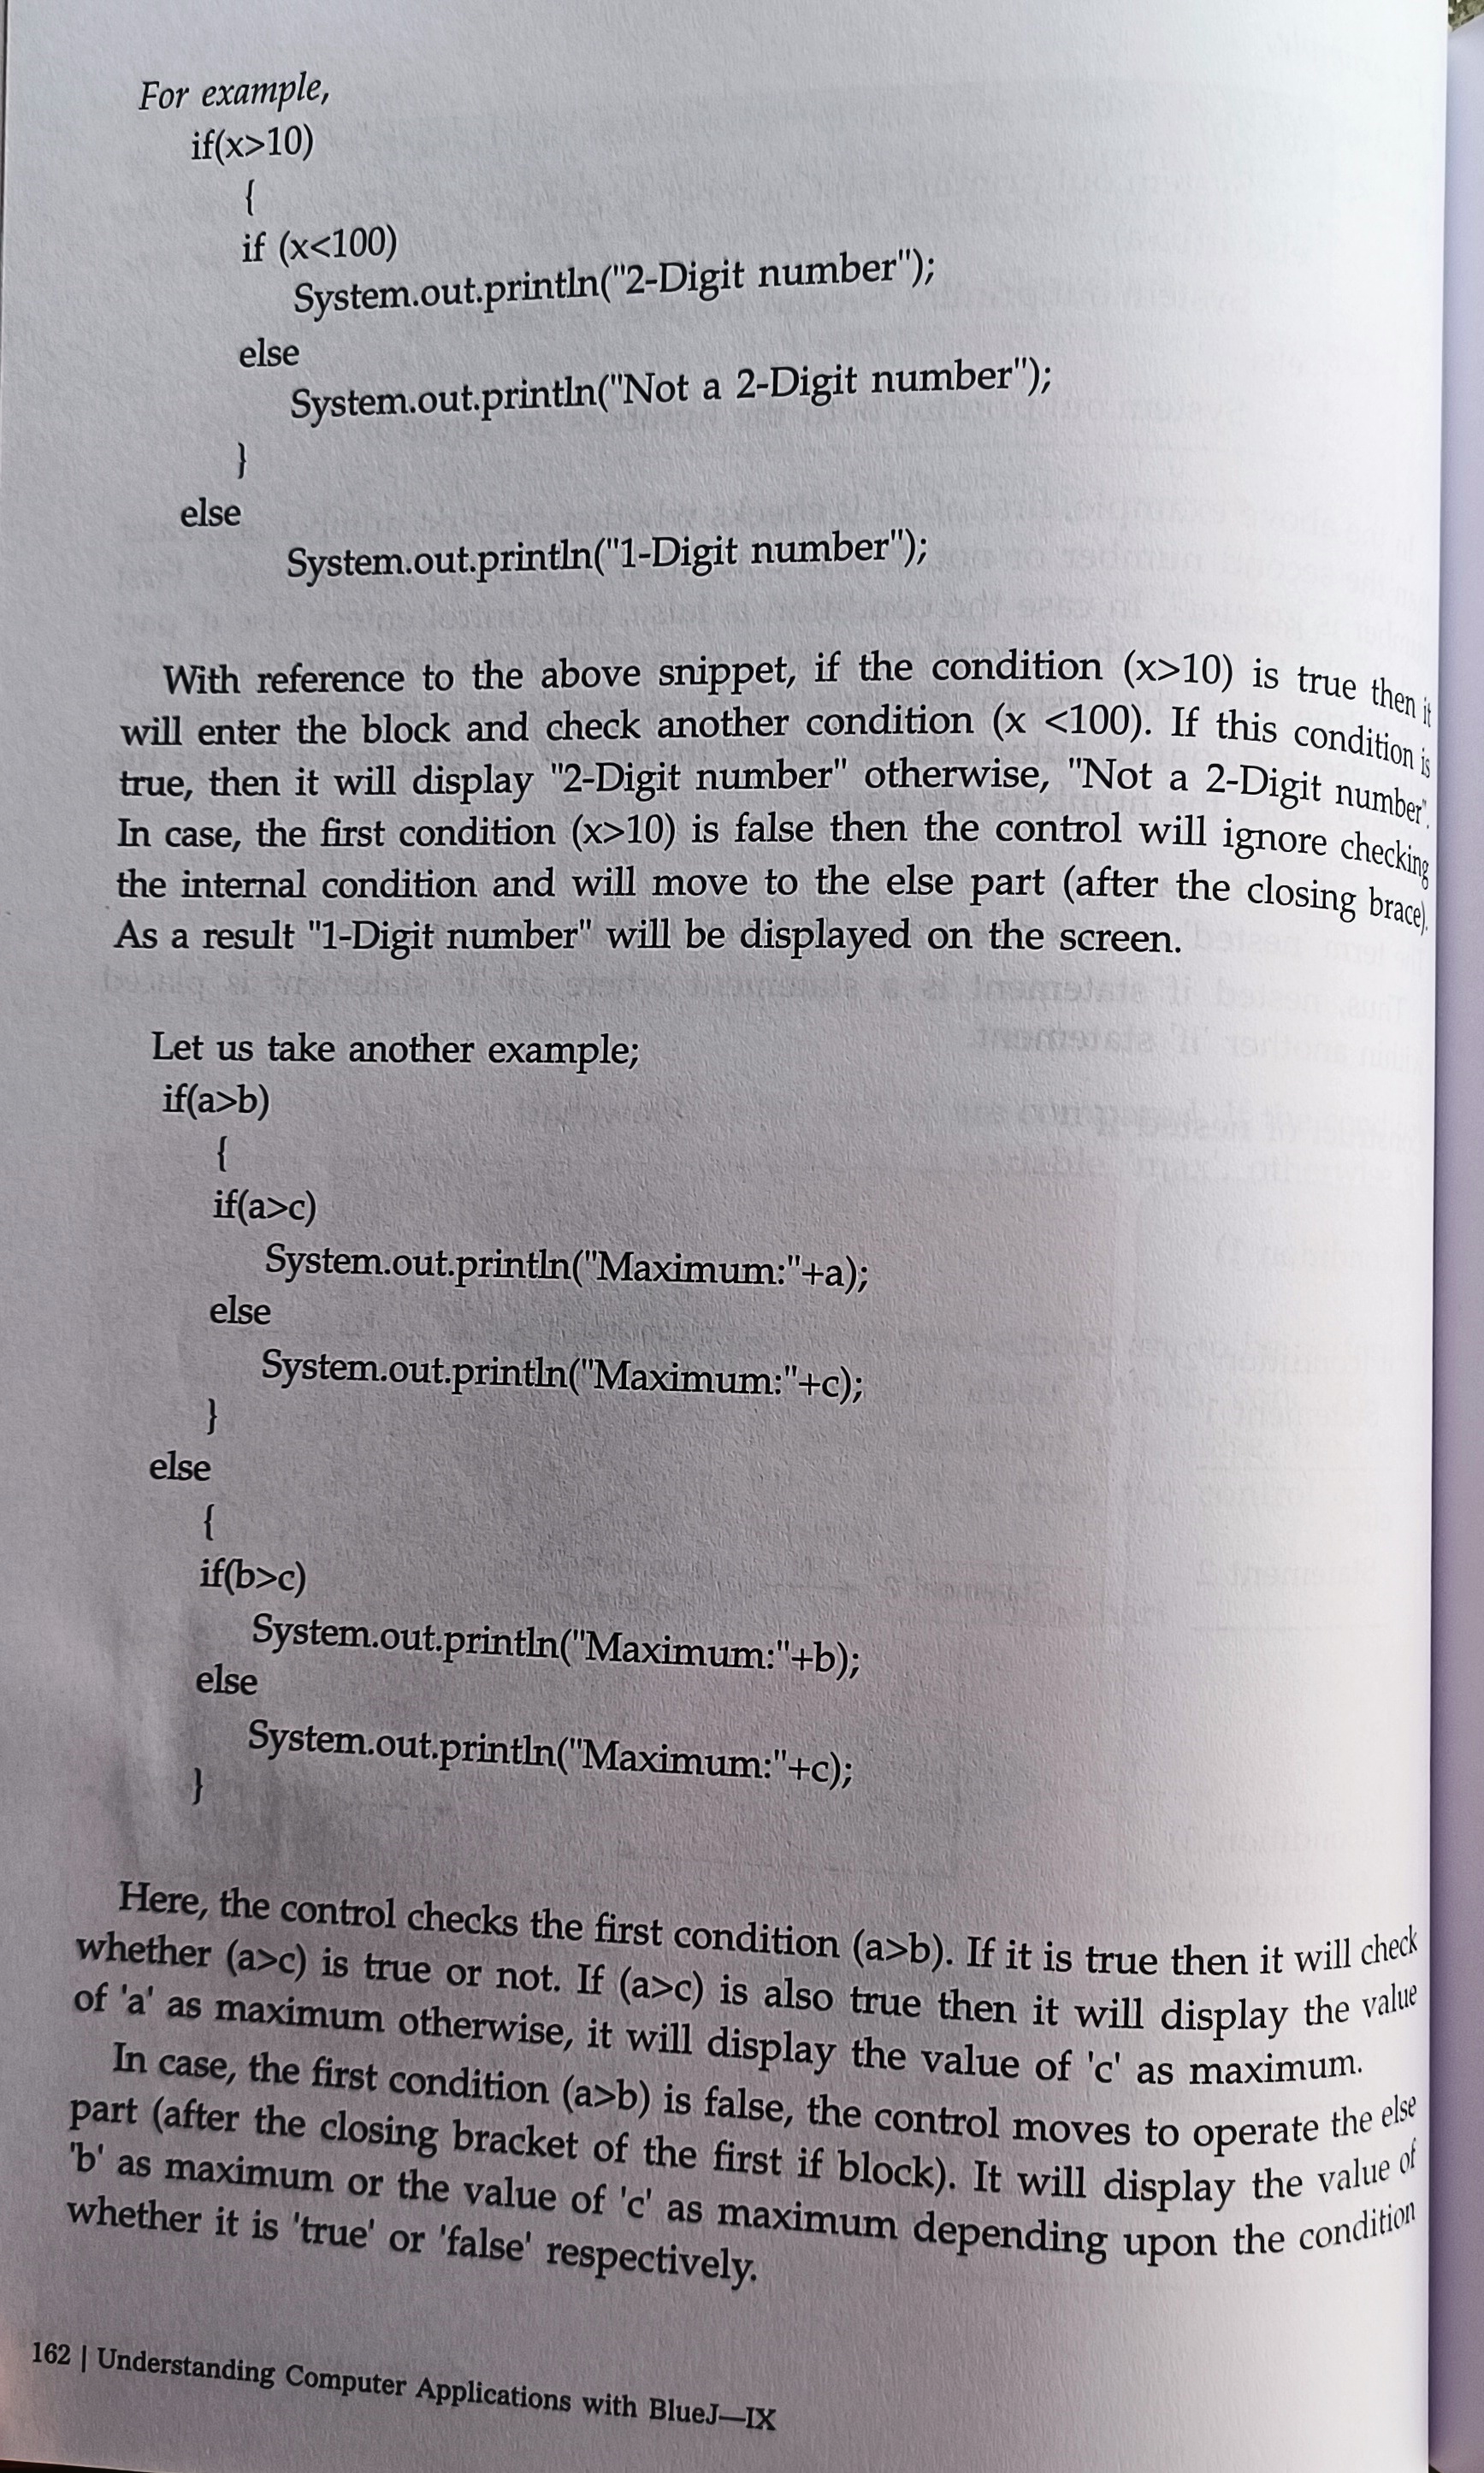 For example,
if(x>10)
{
if (x<100)
System.out.println("2-Digit number");
else
System.out.println("Not a 2-Digit number");
}
else
System.out.println("1-Digit number");
With reference to the above snippet, if the condition (x>10) is true then it
will enter the block and check another condition (x <100). If this condition is
true, then it will display "2-Digit number" otherwise, "Not a 2-Digit number".
In case, the first condition (x>10) is false then the control will ignore checking
the internal condition and will move to the else part (after the closing brace).
As a result "1-Digit number" will be displayed on the screen.
Let us take another example;
if(a>b)
{
if(a>c)
System.out.println("Maximum:"+a);
else
System.out.println("Maximum:"+c);
}
else
{
if(b>c)
System.out.println("Maximum:"+b);
else
System.out.println("Maximum:"+c);
}
Here, the control checks the first condition (a>b). If it is true then it will check
whether (a>c) is true or not. If (a>c) is also true then it will display the value
of 'a' as maximum otherwise, it will display the value of 'c' as maximum.
In case, the first condition (a>b) is false, the control moves to operate the else
part (after the closing bracket of the first if block). It will display the value of
'b' as maximum or the value of 'c' as maximum depending upon the condition
whether it is 'true' or 'false' respectively.
162 | Understanding Computer Applications with BlueJ—IX